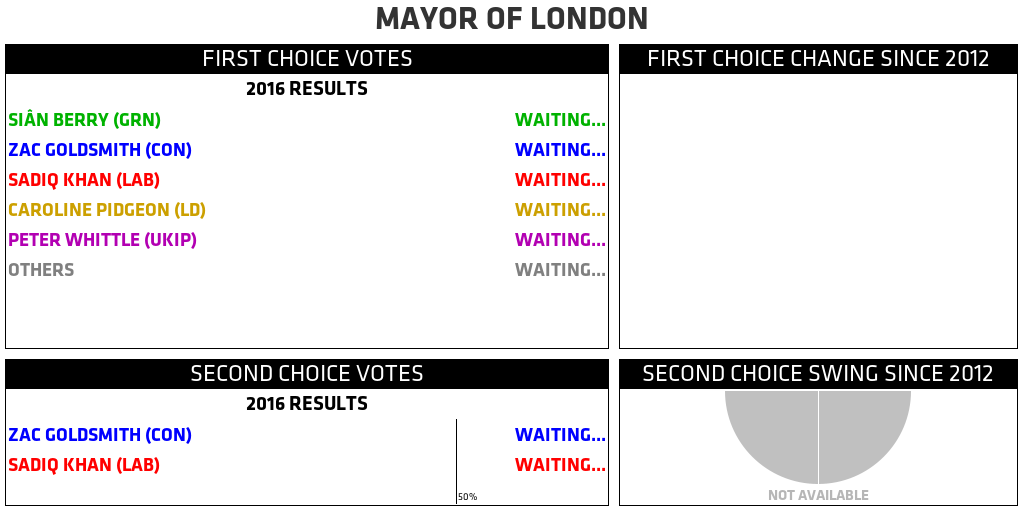 MAYOR OF LONDON
FIRST CHOICE VOTES
2016 RESULTS
SIÂN BERRY (GRN) WAITING...
ZAC GOLDSMITH (CON) WAITING...
SADIQ KHAN (LAB) WAITING...
CAROLINE PIDGEON (LD) WAITING...
PETER WHITTLE (UKIP) WAITING...
OTHERS WAITING...
FIRST CHOICE CHANGE SINCE 2012
SECOND CHOICE VOTES
2016 RESULTS
ZAC GOLDSMITH (CON) WAITING...
SADIQ KHAN (LAB) WAITING...
50%
SECOND CHOICE SWING SINCE 2012
NOT AVAILABLE